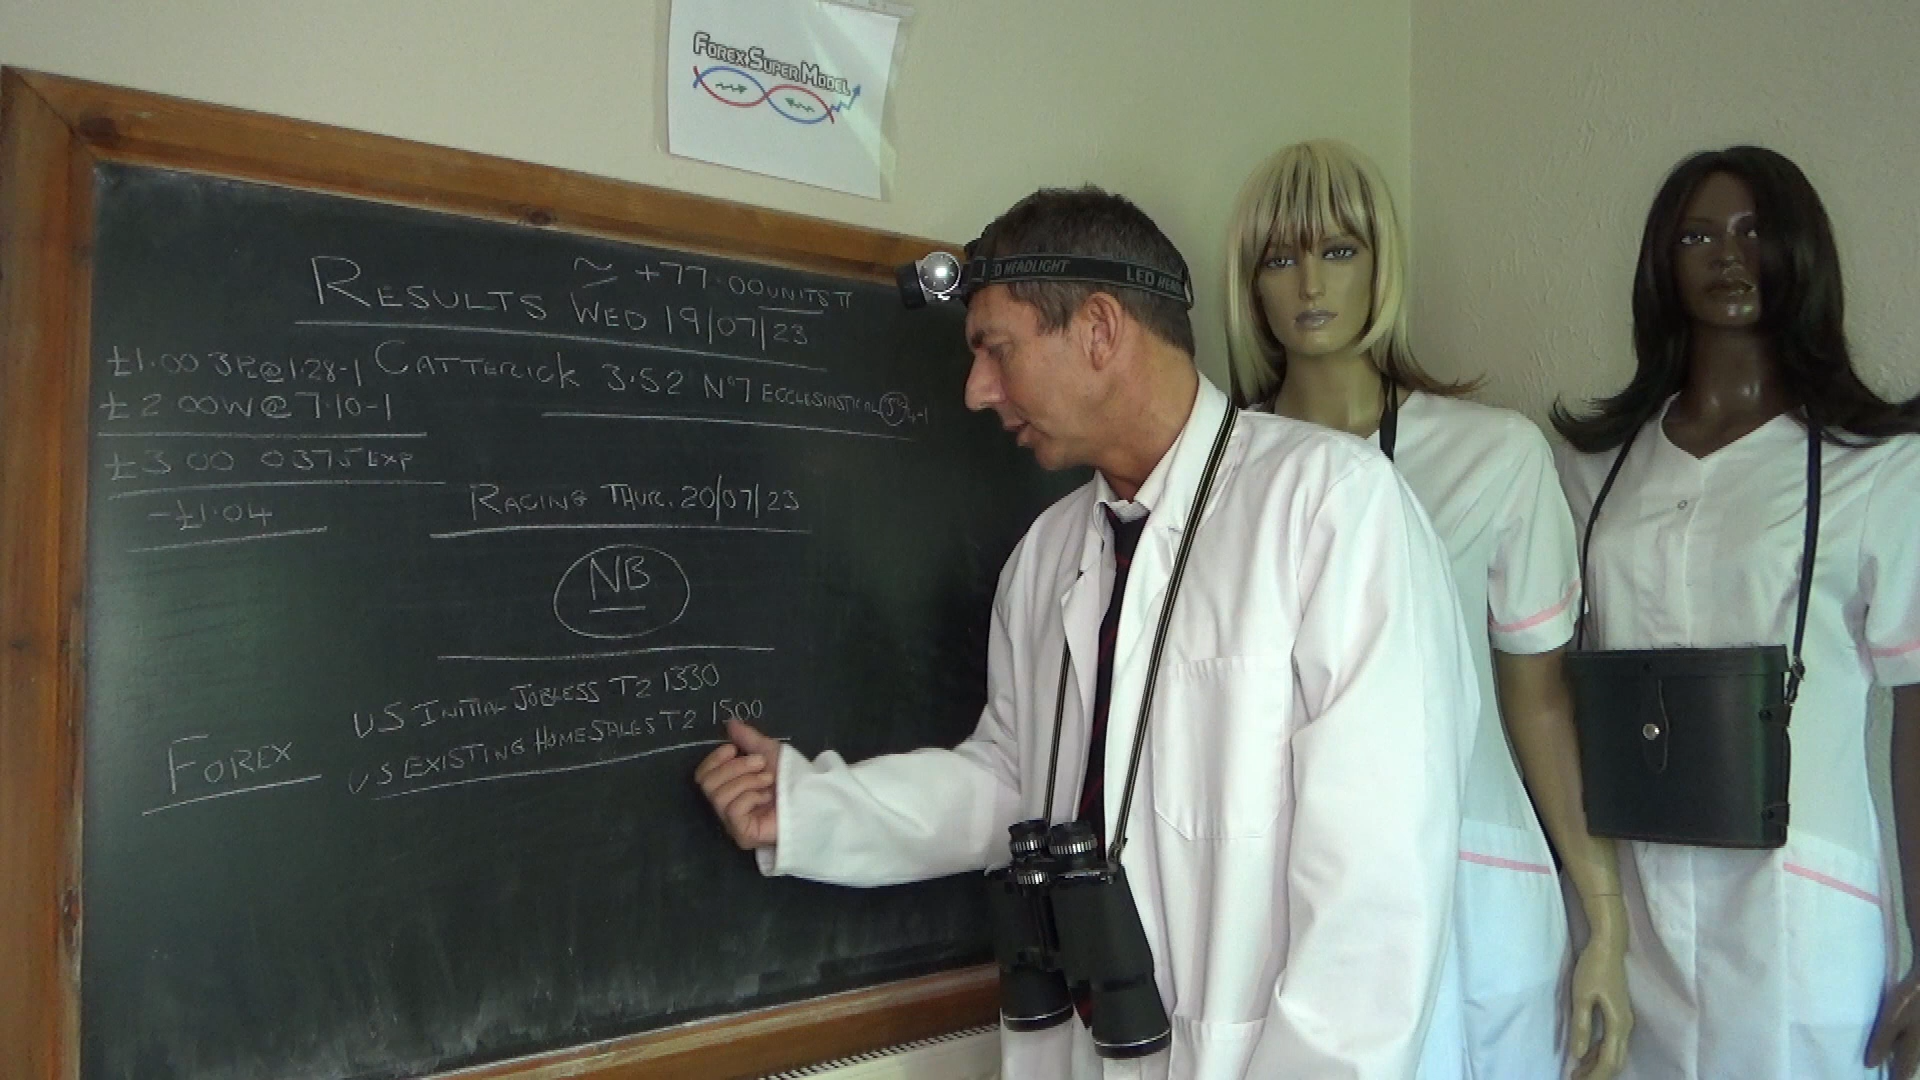 FOREX SUPER MODEL
≃ +77.00 UNITS π
RESULTS WED 19/07/23
£1.00 3PL@1.28-1 CATTERICK 3.52 Nº7 ECCLESIASTICAL
£2.00W@7.10-1
£3.00 0375 EXP
-£1.04
RACING THUR. 20/07/23
NB
US INITIAL JOBLESS T2 1330
FOREX US EXISTING HOME SALES T2 1500
LED HEADLIGHT LED HEA